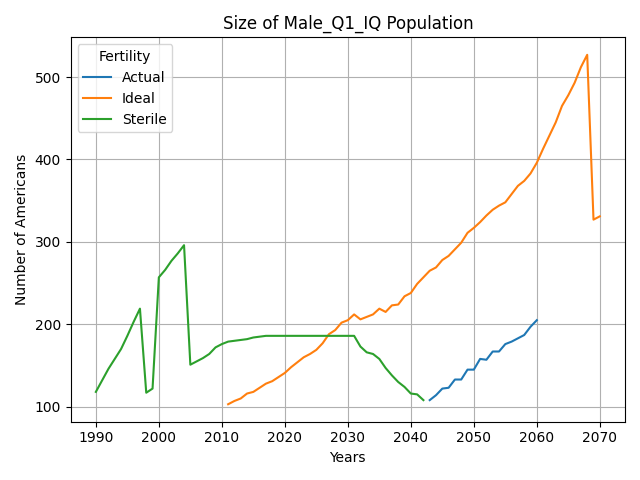 Size of Male_Q1_IQ Population
Fertility
Actual
Ideal
Sterile
Number of Americans
500
400
300
200
100
1990 2000 2010 2020 2030 2040 2050 2060 2070
Years